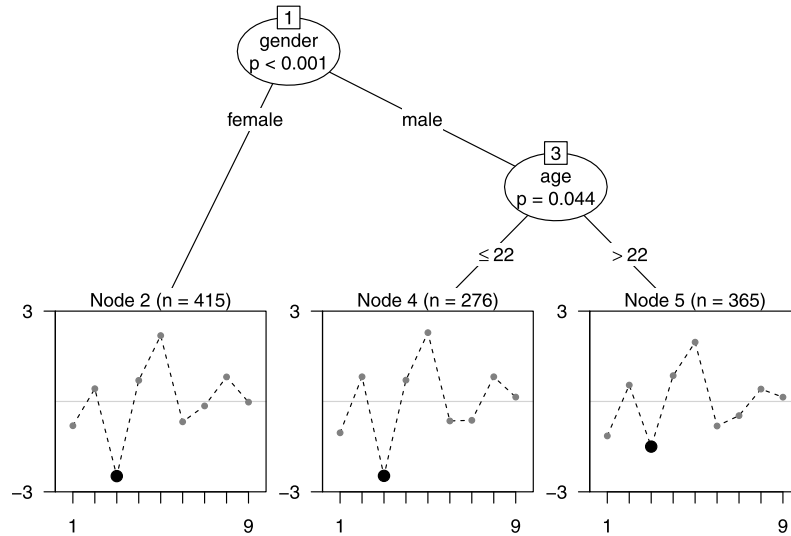 1
gender
p < 0.001
female
male
3
age
p = 0.044
≤ 22
> 22
Node 2 (n = 415)
Node 4 (n = 276)
Node 5 (n = 365)
3
−3
1
9
3
−3
1
9
3
−3
1
9